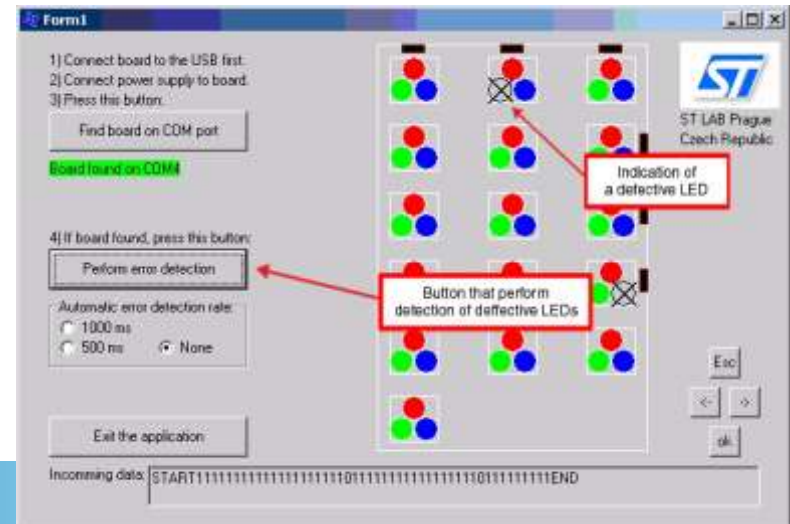 Form1
1) Connect board to the USB first.
2) Connect power supply to board.
3) Press this button.
Find board on COM port
Board found on COM4
ST
ST LAB Prague
Czech Republic
Indication of
a defective LED
4) If board found, press this button:
Perform error detection
Button that perform
detection of deffective LEDs
Automatic error detection rate:
1000 ms
500 ms None
Esc
<- ->
ok
Exit the application
Incomming data: